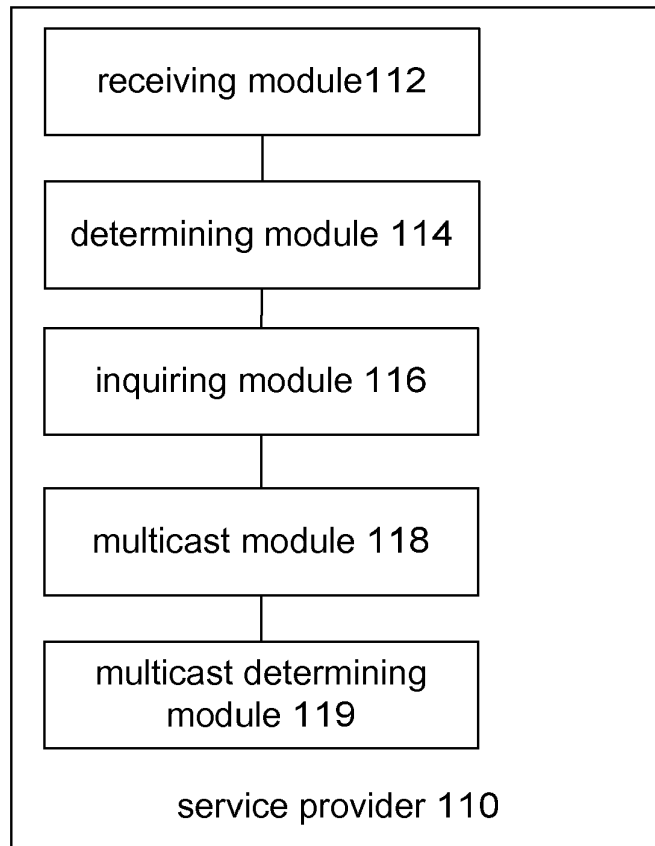 receiving module112
determining module 114
inquiring module 116
multicast module 118
multicast determining
module 119
service provider 110